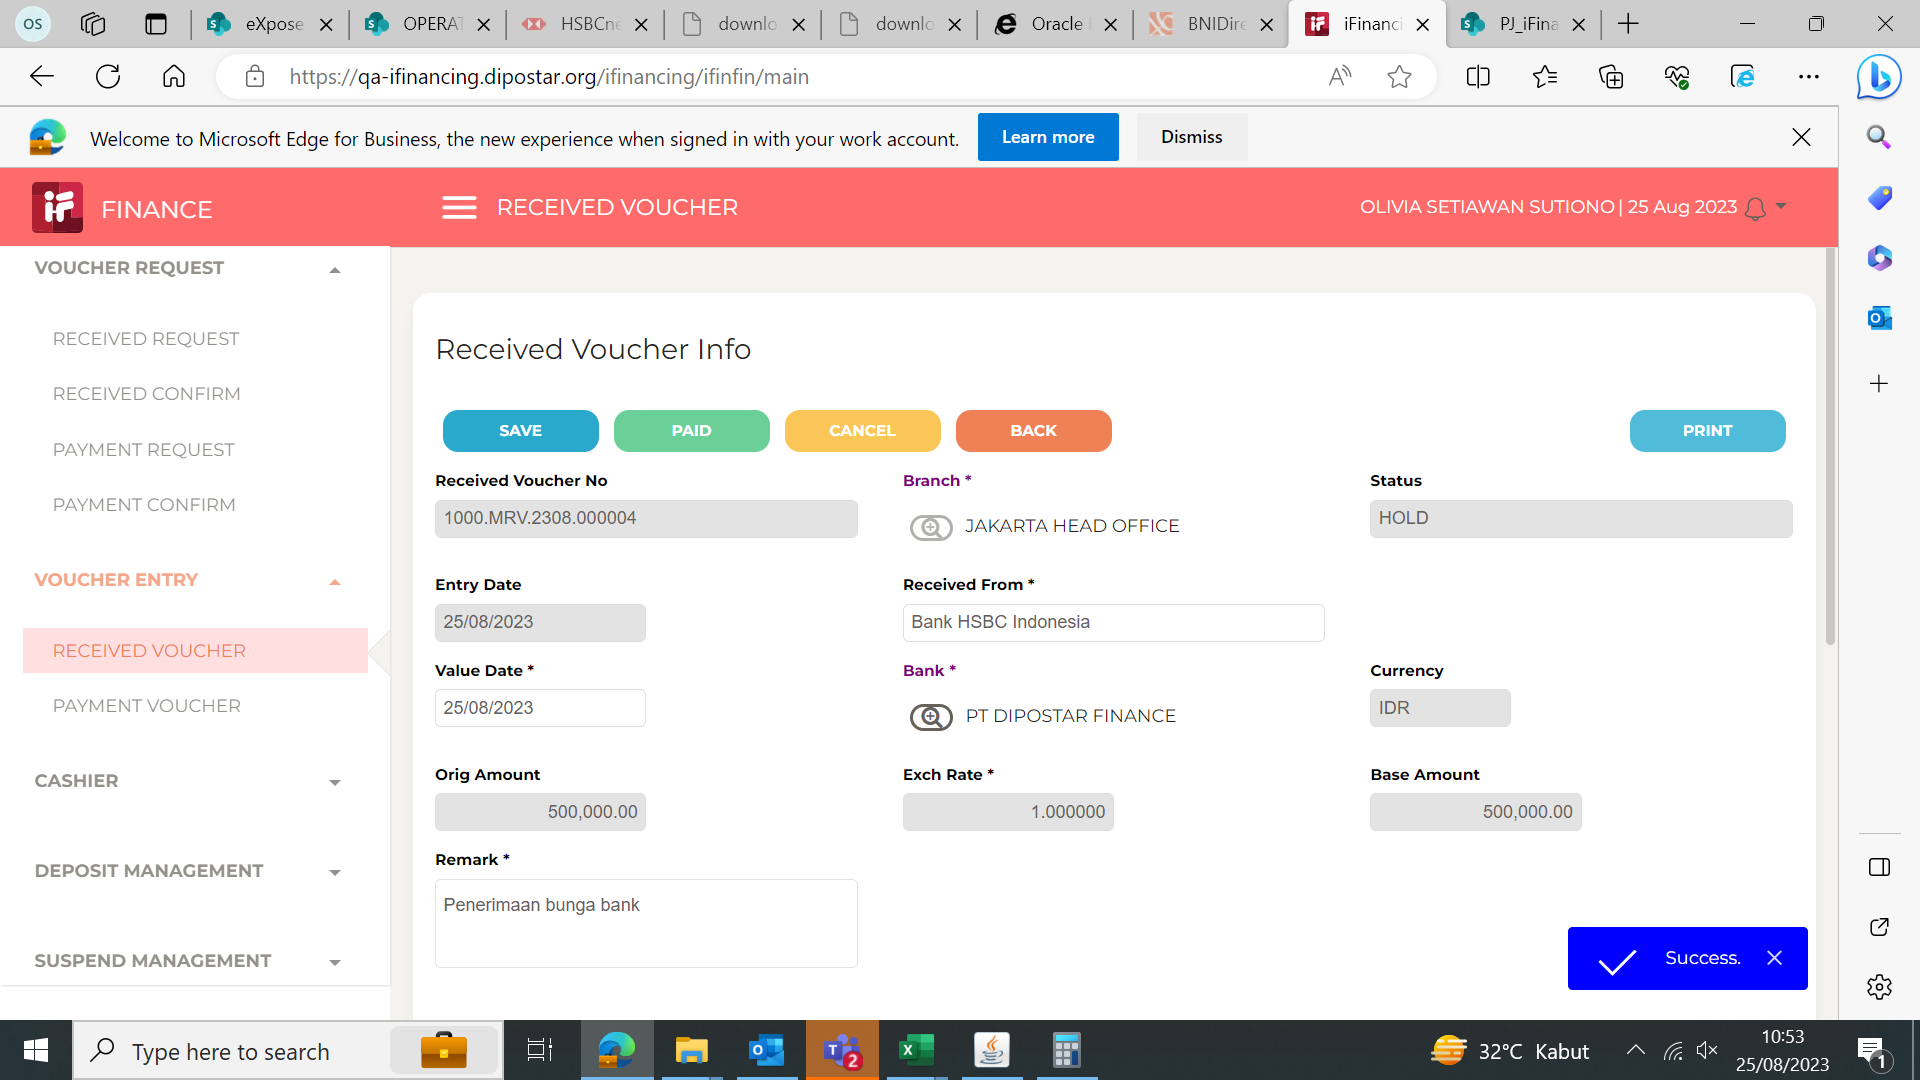 OS
eXpose
OPERAT
HSBCne
downlo
downlo
Oracle
BNIDire
iFinanci
PJ_iFina
https://qa-ifinancing.dipostar.org/ifinancing/ifinfin/main
Welcome to Microsoft Edge for Business, the new experience when signed in with your work account.
Learn more
Dismiss
iF FINANCE
RECEIVED VOUCHER
OLIVIA SETIAWAN SUTIONO | 25 Aug 2023
VOUCHER REQUEST
RECEIVED REQUEST
RECEIVED CONFIRM
PAYMENT REQUEST
PAYMENT CONFIRM
VOUCHER ENTRY
RECEIVED VOUCHER
PAYMENT VOUCHER
CASHIER
DEPOSIT MANAGEMENT
SUSPEND MANAGEMENT
Received Voucher Info
SAVE
PAID
CANCEL
BACK
PRINT
Received Voucher No
1000.MRV.2308.000004
Branch *
JAKARTA HEAD OFFICE
Status
HOLD
Entry Date
25/08/2023
Received From *
Bank HSBC Indonesia
Value Date *
25/08/2023
Bank *
PT DIPOSTAR FINANCE
Currency
IDR
Orig Amount
500,000.00
Exch Rate *
1.000000
Base Amount
500,000.00
Remark *
Penerimaan bunga bank
Success.
Type here to search
2
32°C Kabut
10:53
25/08/2023
1